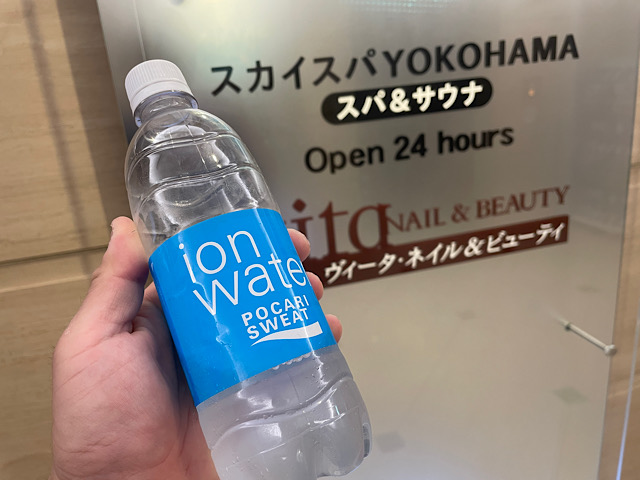 スカイスパYOKOHAMA
スパ&サウナ
Open 24 hours
NAIL & BEAUTY
ヴィータ・ネイル&ビューティ
ion
water
POCARI
SWEAT